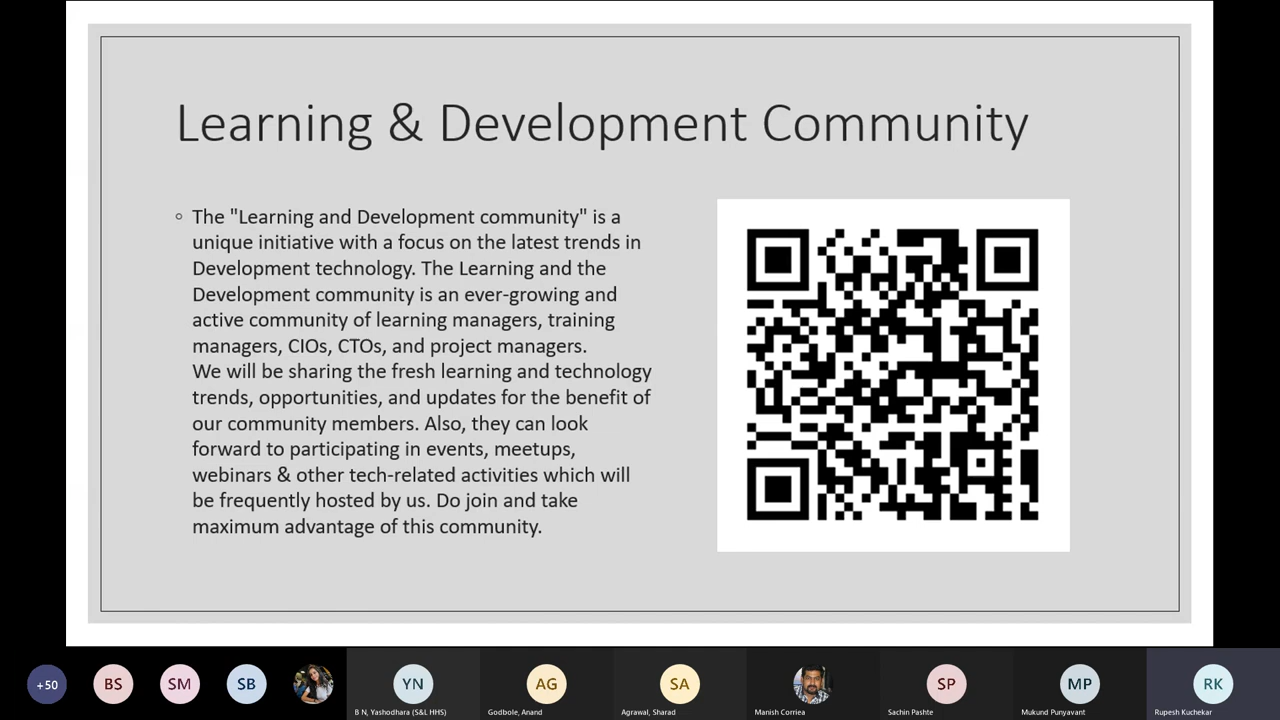 Learning & Development Community
The "Learning and Development community" is a
unique initiative with a focus on the latest trends in
Development technology. The Learning and the
Development community is an ever-growing and
active community of learning managers, training
managers, CIOs, CTOs, and project managers.
We will be sharing the fresh learning and technology
trends, opportunities, and updates for the benefit of
our community members. Also, they can look
forward to participating in events, meetups,
webinars & other tech-related activities which will
be frequently hosted by us. Do join and take
maximum advantage of this community.
+50
BS
SM
SB
YN
AG
SA
SP
MP
RK
B N, Yashodhara (S&L HHS)
Godbole, Anand
Agrawal, Sharad
Manish Corriea
Sachin Pashte
Mukund Punyavant
Rupesh Kuchekar